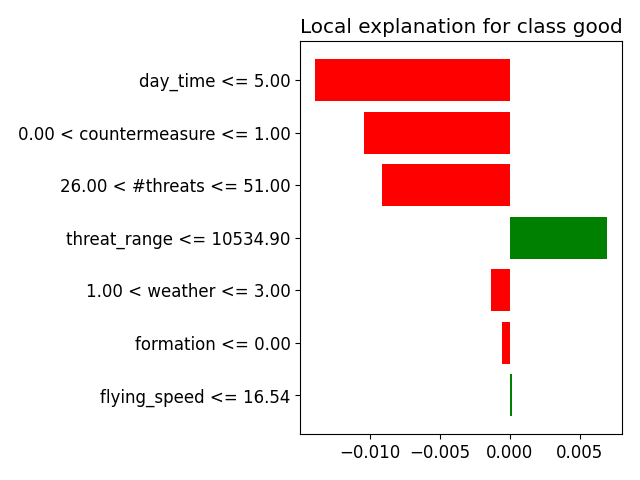 Local explanation for class good
day_time <= 5.00
0.00 < countermeasure <= 1.00
26.00 < #threats <= 51.00
threat_range <= 10534.90
1.00 < weather <= 3.00
formation <= 0.00
flying_speed <= 16.54
−0.010 −0.005 0.000 0.005